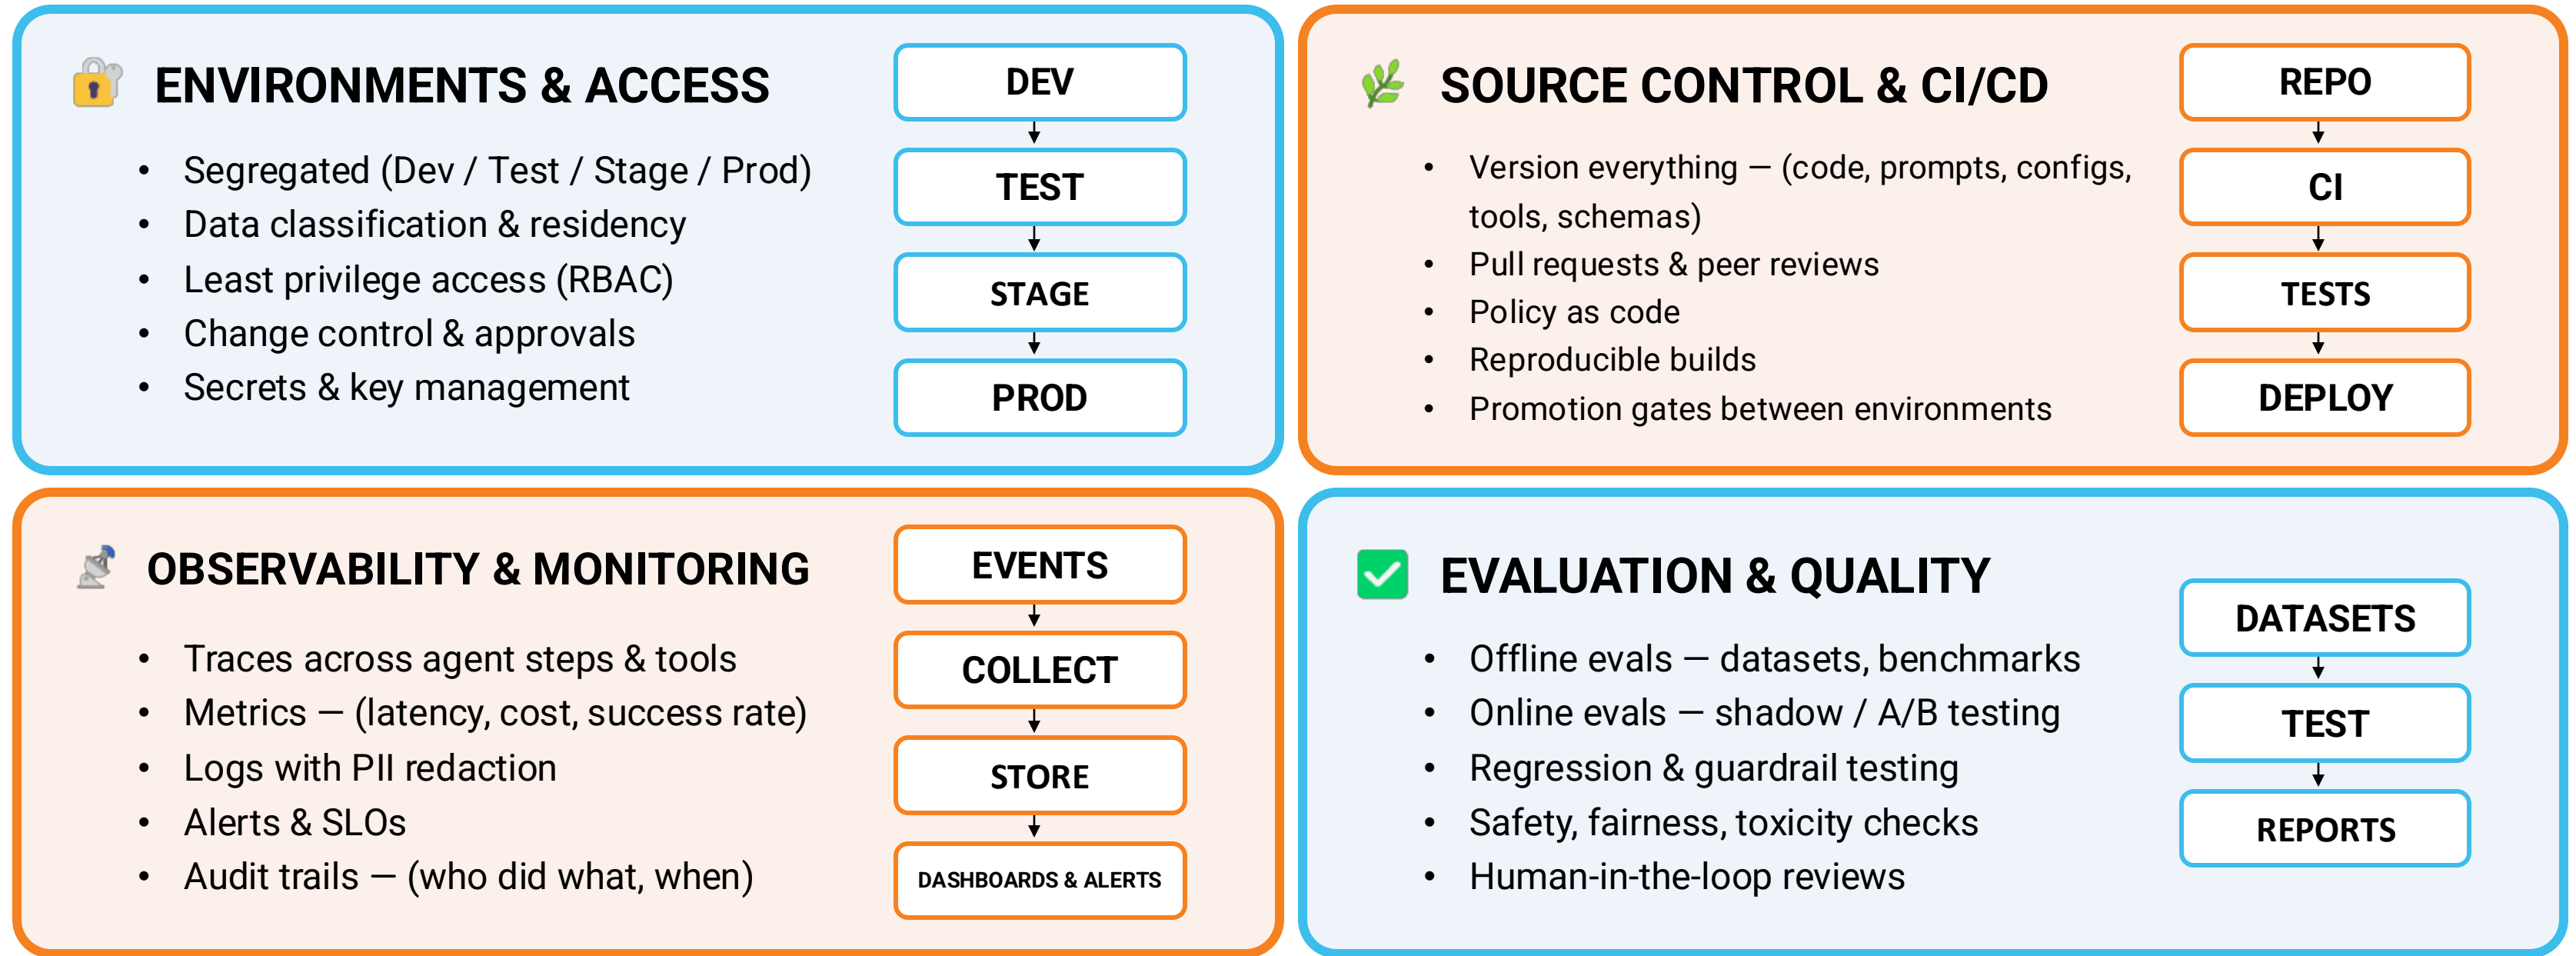 ENVIRONMENTS & ACCESS
• Segregated (Dev / Test / Stage / Prod)
• Data classification & residency
• Least privilege access (RBAC)
• Change control & approvals
• Secrets & key management
DEV
TEST
STAGE
PROD
SOURCE CONTROL & CI/CD
• Version everything — (code, prompts, configs,
tools, schemas)
• Pull requests & peer reviews
• Policy as code
• Reproducible builds
• Promotion gates between environments
REPO
CI
TESTS
DEPLOY
OBSERVABILITY & MONITORING
• Traces across agent steps & tools
• Metrics — (latency, cost, success rate)
• Logs with PII redaction
• Alerts & SLOs
• Audit trails — (who did what, when)
EVENTS
COLLECT
STORE
DASHBOARDS & ALERTS
EVALUATION & QUALITY
• Offline evals — datasets, benchmarks
• Online evals — shadow / A/B testing
• Regression & guardrail testing
• Safety, fairness, toxicity checks
• Human-in-the-loop reviews
DATASETS
TEST
REPORTS